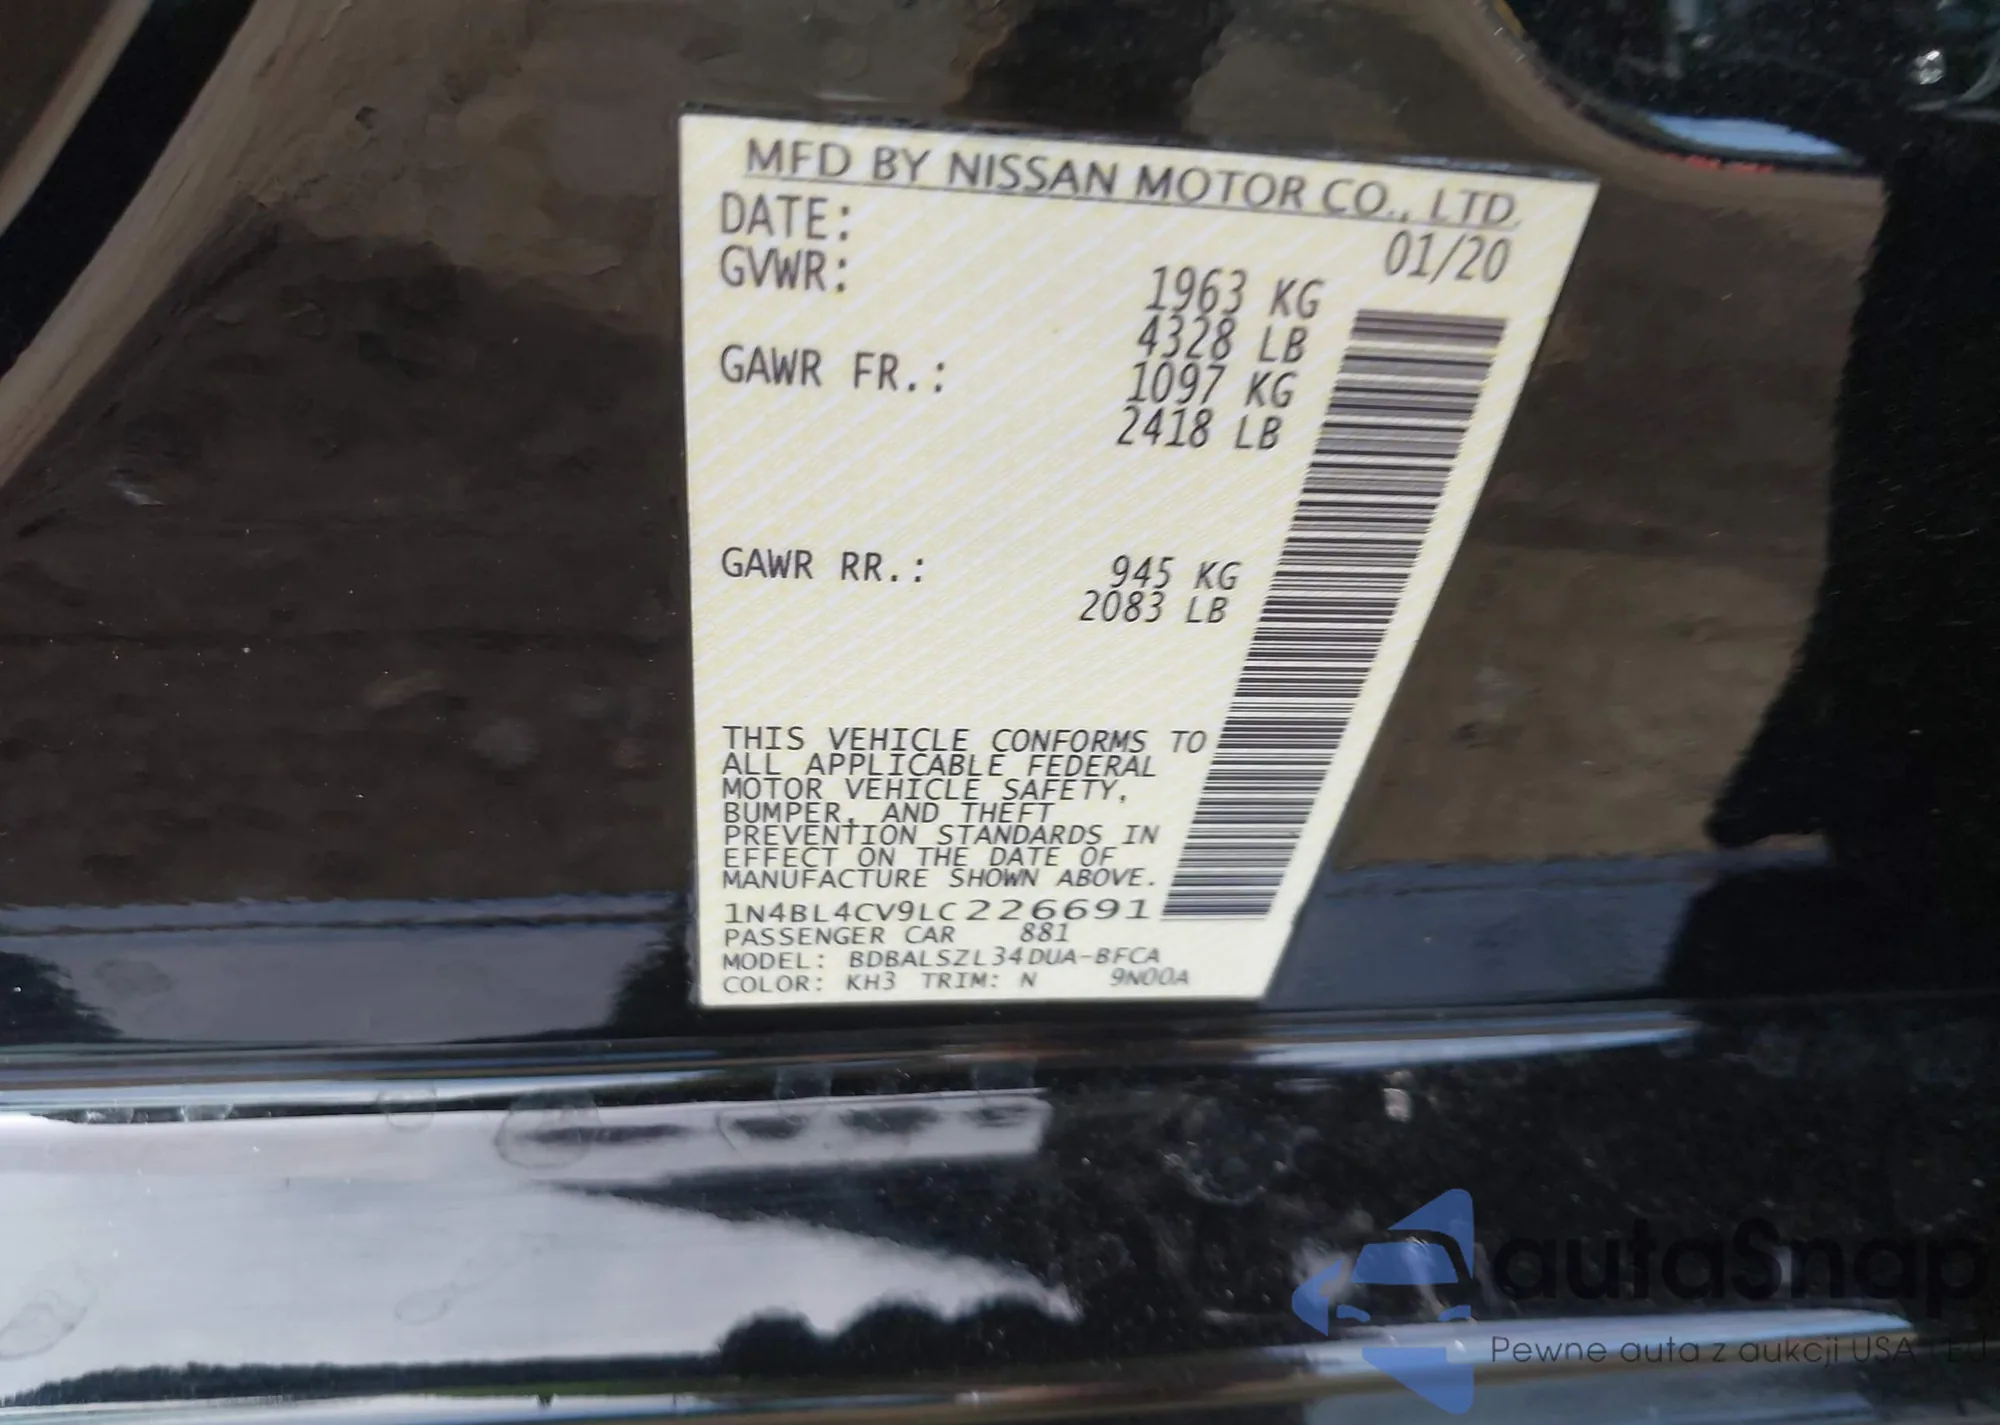 MFD BY NISSAN MOTOR CO., LTD.
DATE: 01/20
GVWR: 1963 KG
4328 LB
GAWR FR.: 1097 KG
2418 LB
GAWR RR.: 945 KG
2083 LB
THIS VEHICLE CONFORMS TO
ALL APPLICABLE FEDERAL
MOTOR VEHICLE SAFETY,
BUMPER, AND THEFT
PREVENTION STANDARDS IN
EFFECT ON THE DATE OF
MANUFACTURE SHOWN ABOVE.
1N4BL4CV9LC226691
PASSENGER CAR 881
MODEL: BDBALSZL34DUA-BFCA
COLOR: KH3 TRIM: N 9N00A
autaSnap
Pewne auta z aukcji USA i EU